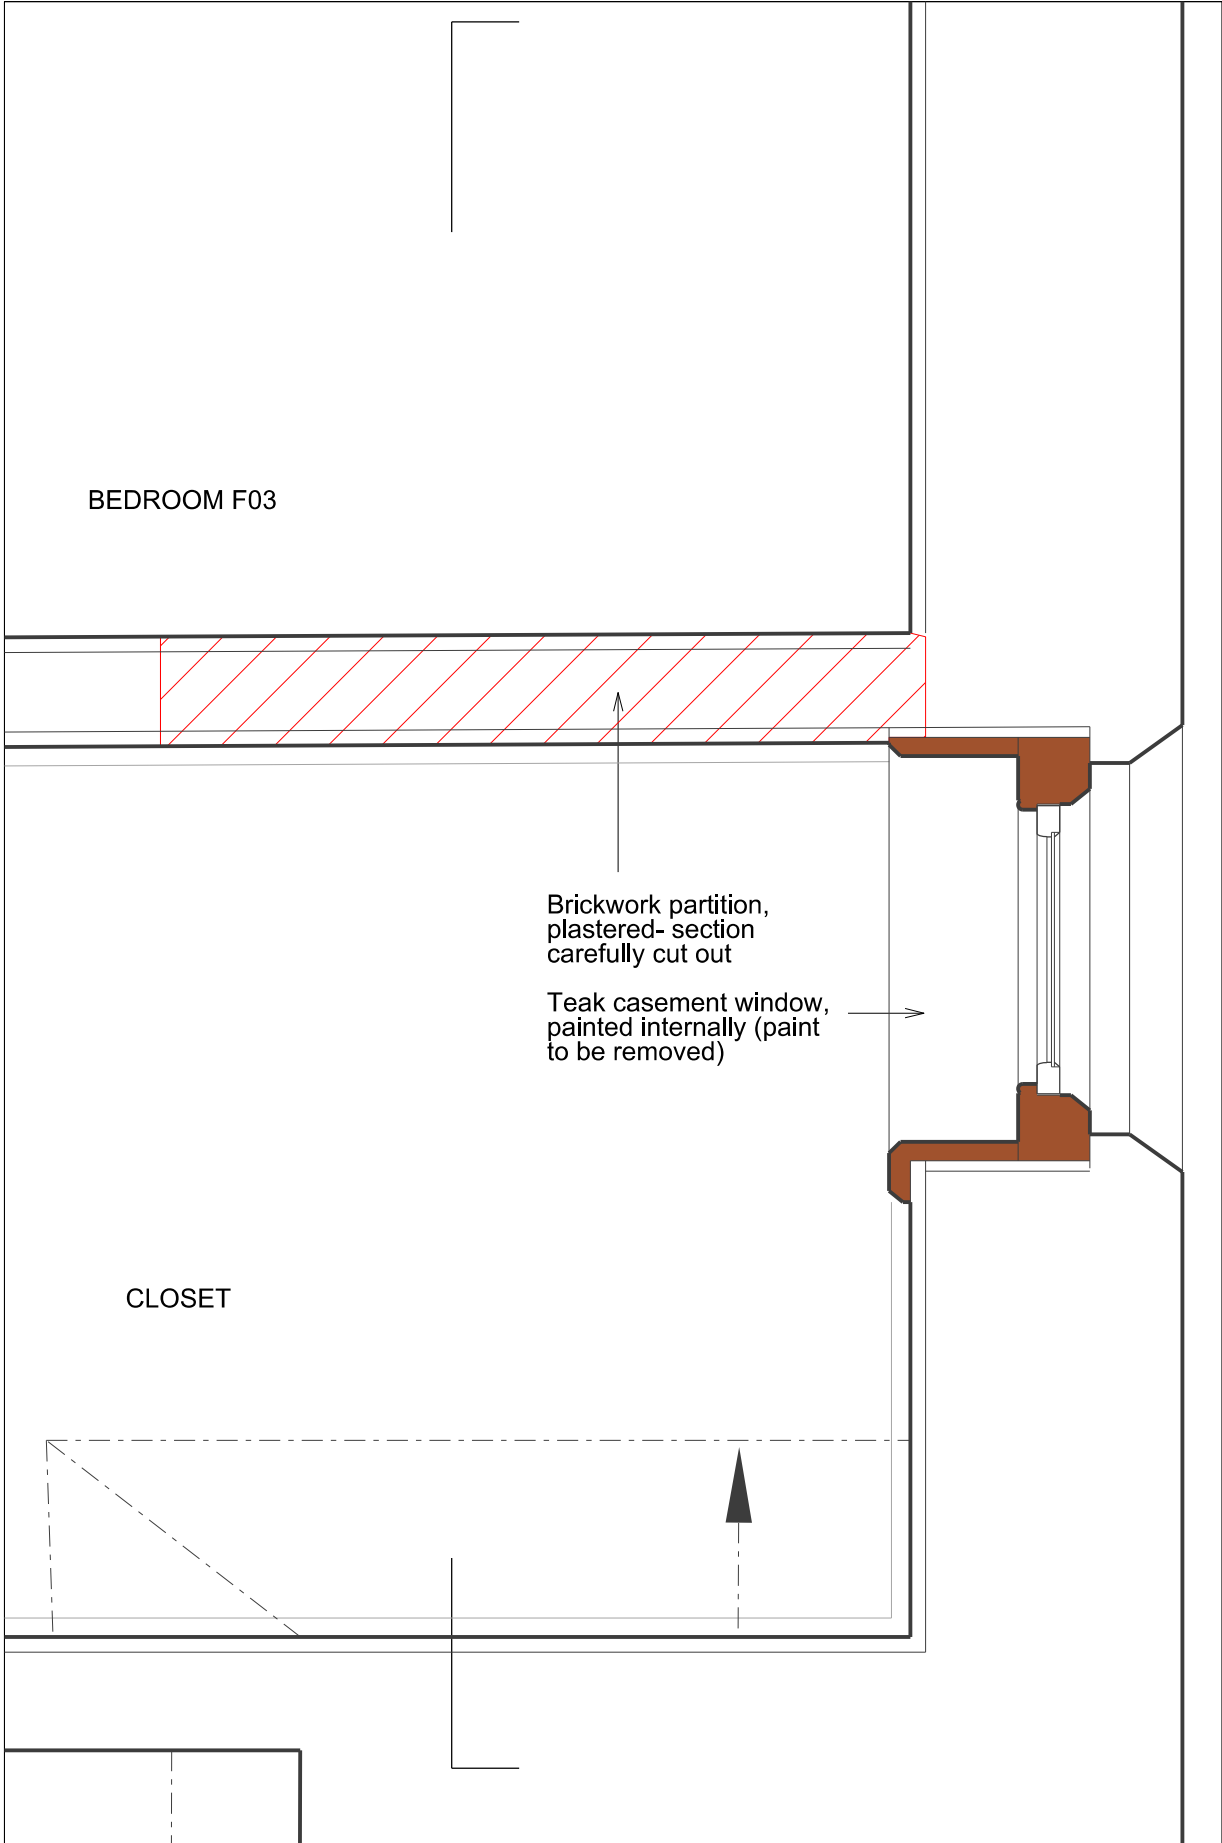 BEDROOM F03
Brickwork partition,
plastered- section
carefully cut out
Teak casement window,
painted internally (paint
to be removed)
CLOSET